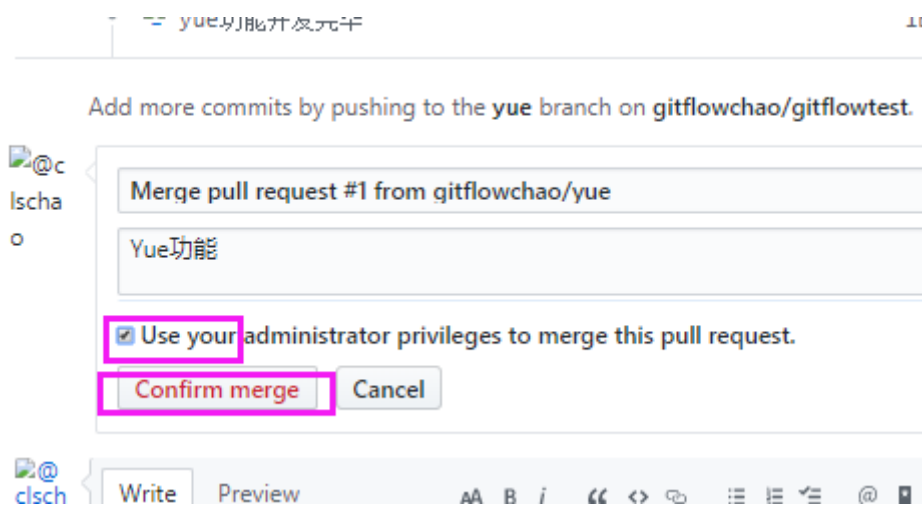 yue功能开发完毕
Add more commits by pushing to the yue branch on gitflowchao/gitflowtest.
@c
lscha
o
Merge pull request #1 from gitflowchao/yue
Yue功能
Use your administrator privileges to merge this pull request.
Confirm merge Cancel
@
clsch
Write Preview AA B i “ <> @